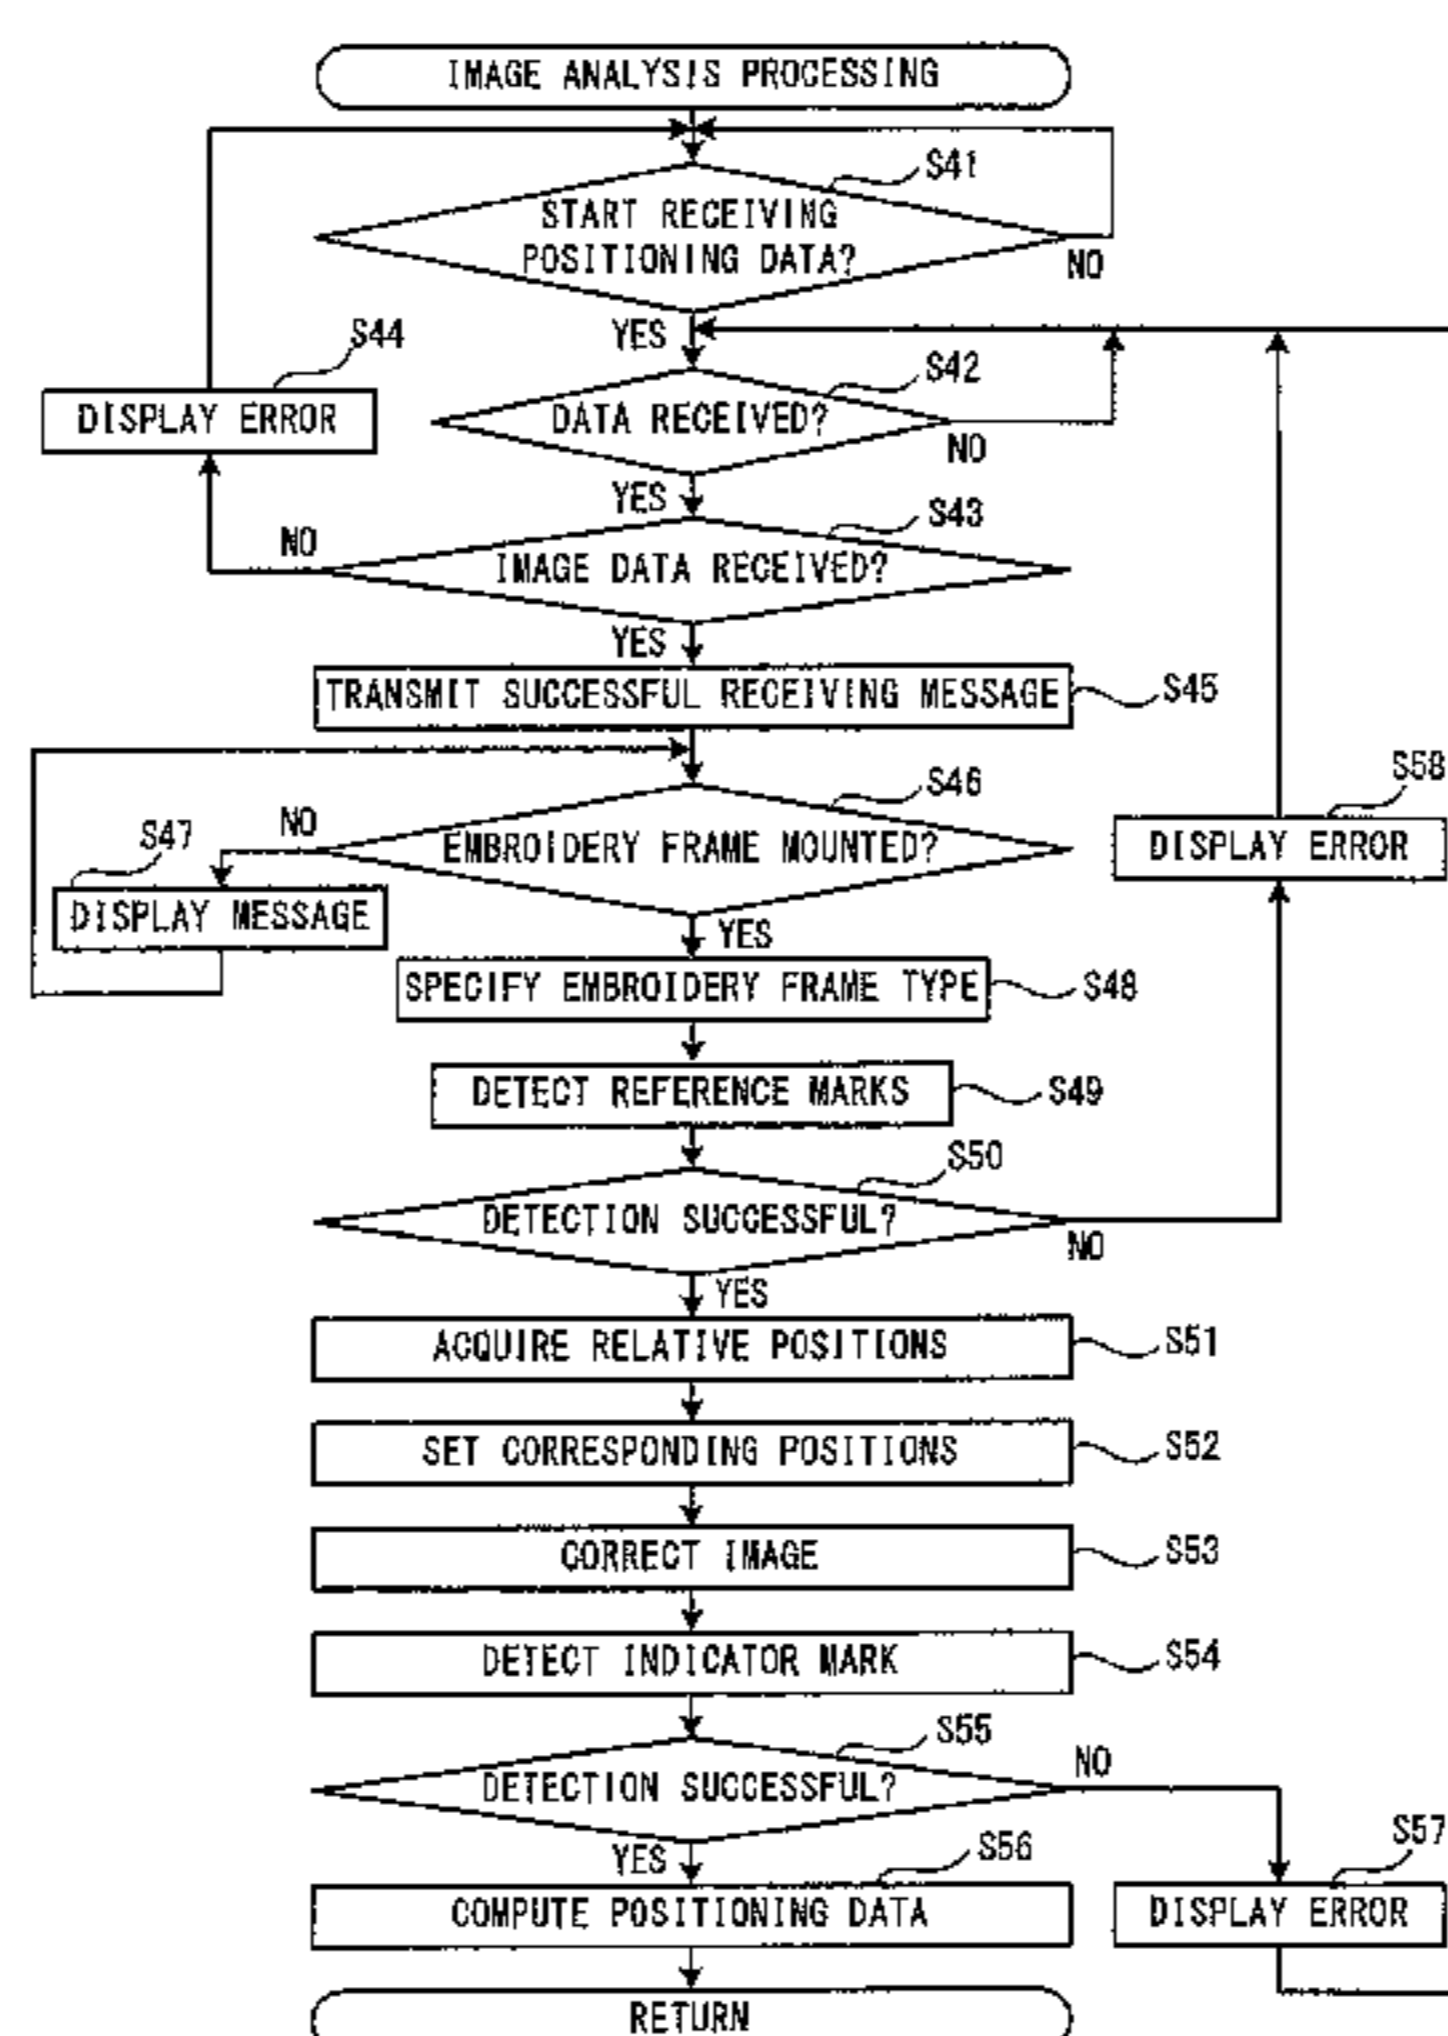 IMAGE ANALYSIS PROCESSING
S41
START RECEIVING
POSITIONING DATA?
NO
YES
S44
DISPLAY ERROR
S42
DATA RECEIVED?
NO
YES
S43
NO
IMAGE DATA RECEIVED?
YES
TRANSMIT SUCCESSFUL RECEIVING MESSAGE
S45
S46
S58
S47
NO
EMBROIDERY FRAME MOUNTED?
DISPLAY ERROR
DISPLAY MESSAGE
YES
SPECIFY EMBROIDERY FRAME TYPE
S48
DETECT REFERENCE MARKS
S49
S50
DETECTION SUCCESSFUL?
NO
YES
ACQUIRE RELATIVE POSITIONS
S51
SET CORRESPONDING POSITIONS
S52
CORRECT IMAGE
S53
DETECT INDICATOR MARK
S54
S55
NO
DETECTION SUCCESSFUL?
YES
S56
S57
COMPUTE POSITIONING DATA
DISPLAY ERROR
RETURN